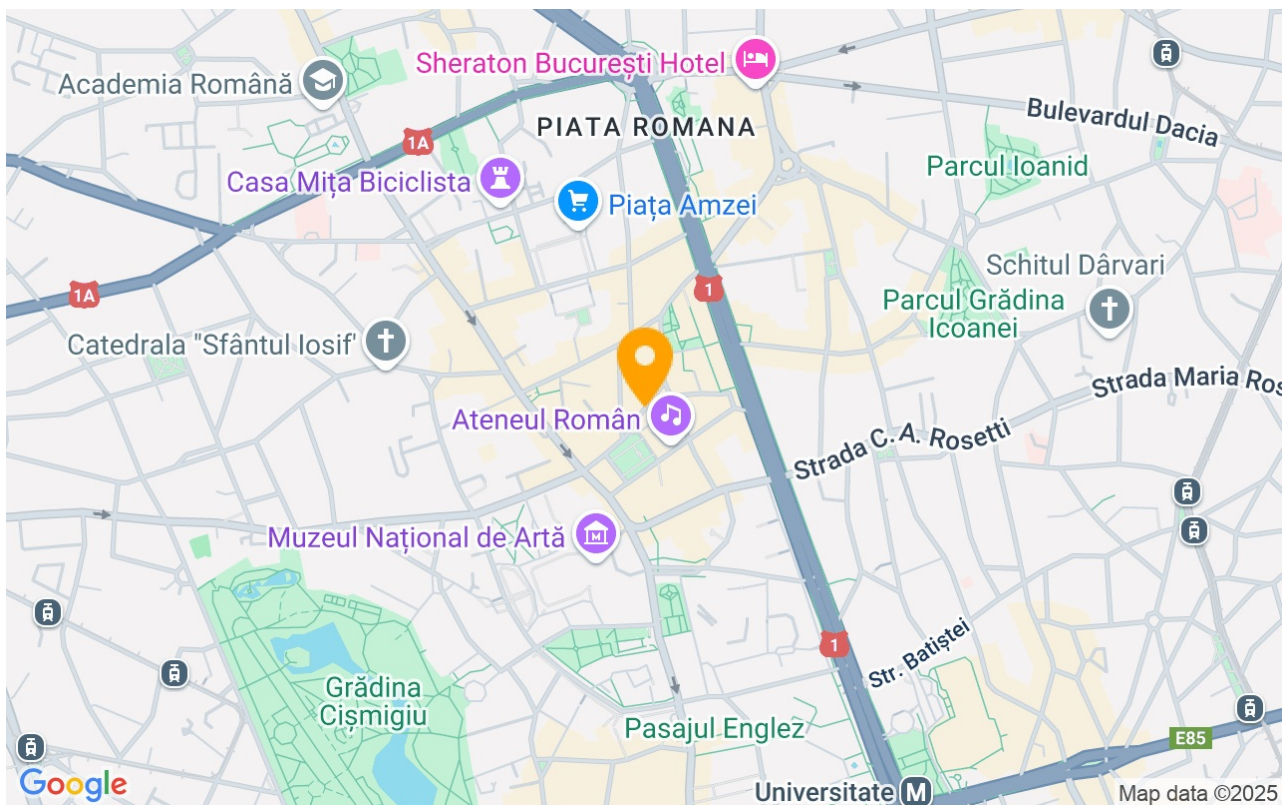 Sheraton București Hotel
Academia Română
PIATA ROMANA
Bulevardul Dacia
1A
Parcul Ioanid
Casa Mița Biciclista
Piața Amzei
Schitul Dârvari
1A
1
Parcul Grădina
Icoanei
Catedrala "Sfântul Iosif'
Strada Maria Ros
Ateneul Român
Strada C. A. Rosetti
Muzeul Național de Artă
M
1
Str. Batiștei
Grădina
Cișmigiu
Pasajul Englez
E85
Google
Universitate M
Map data ©2025